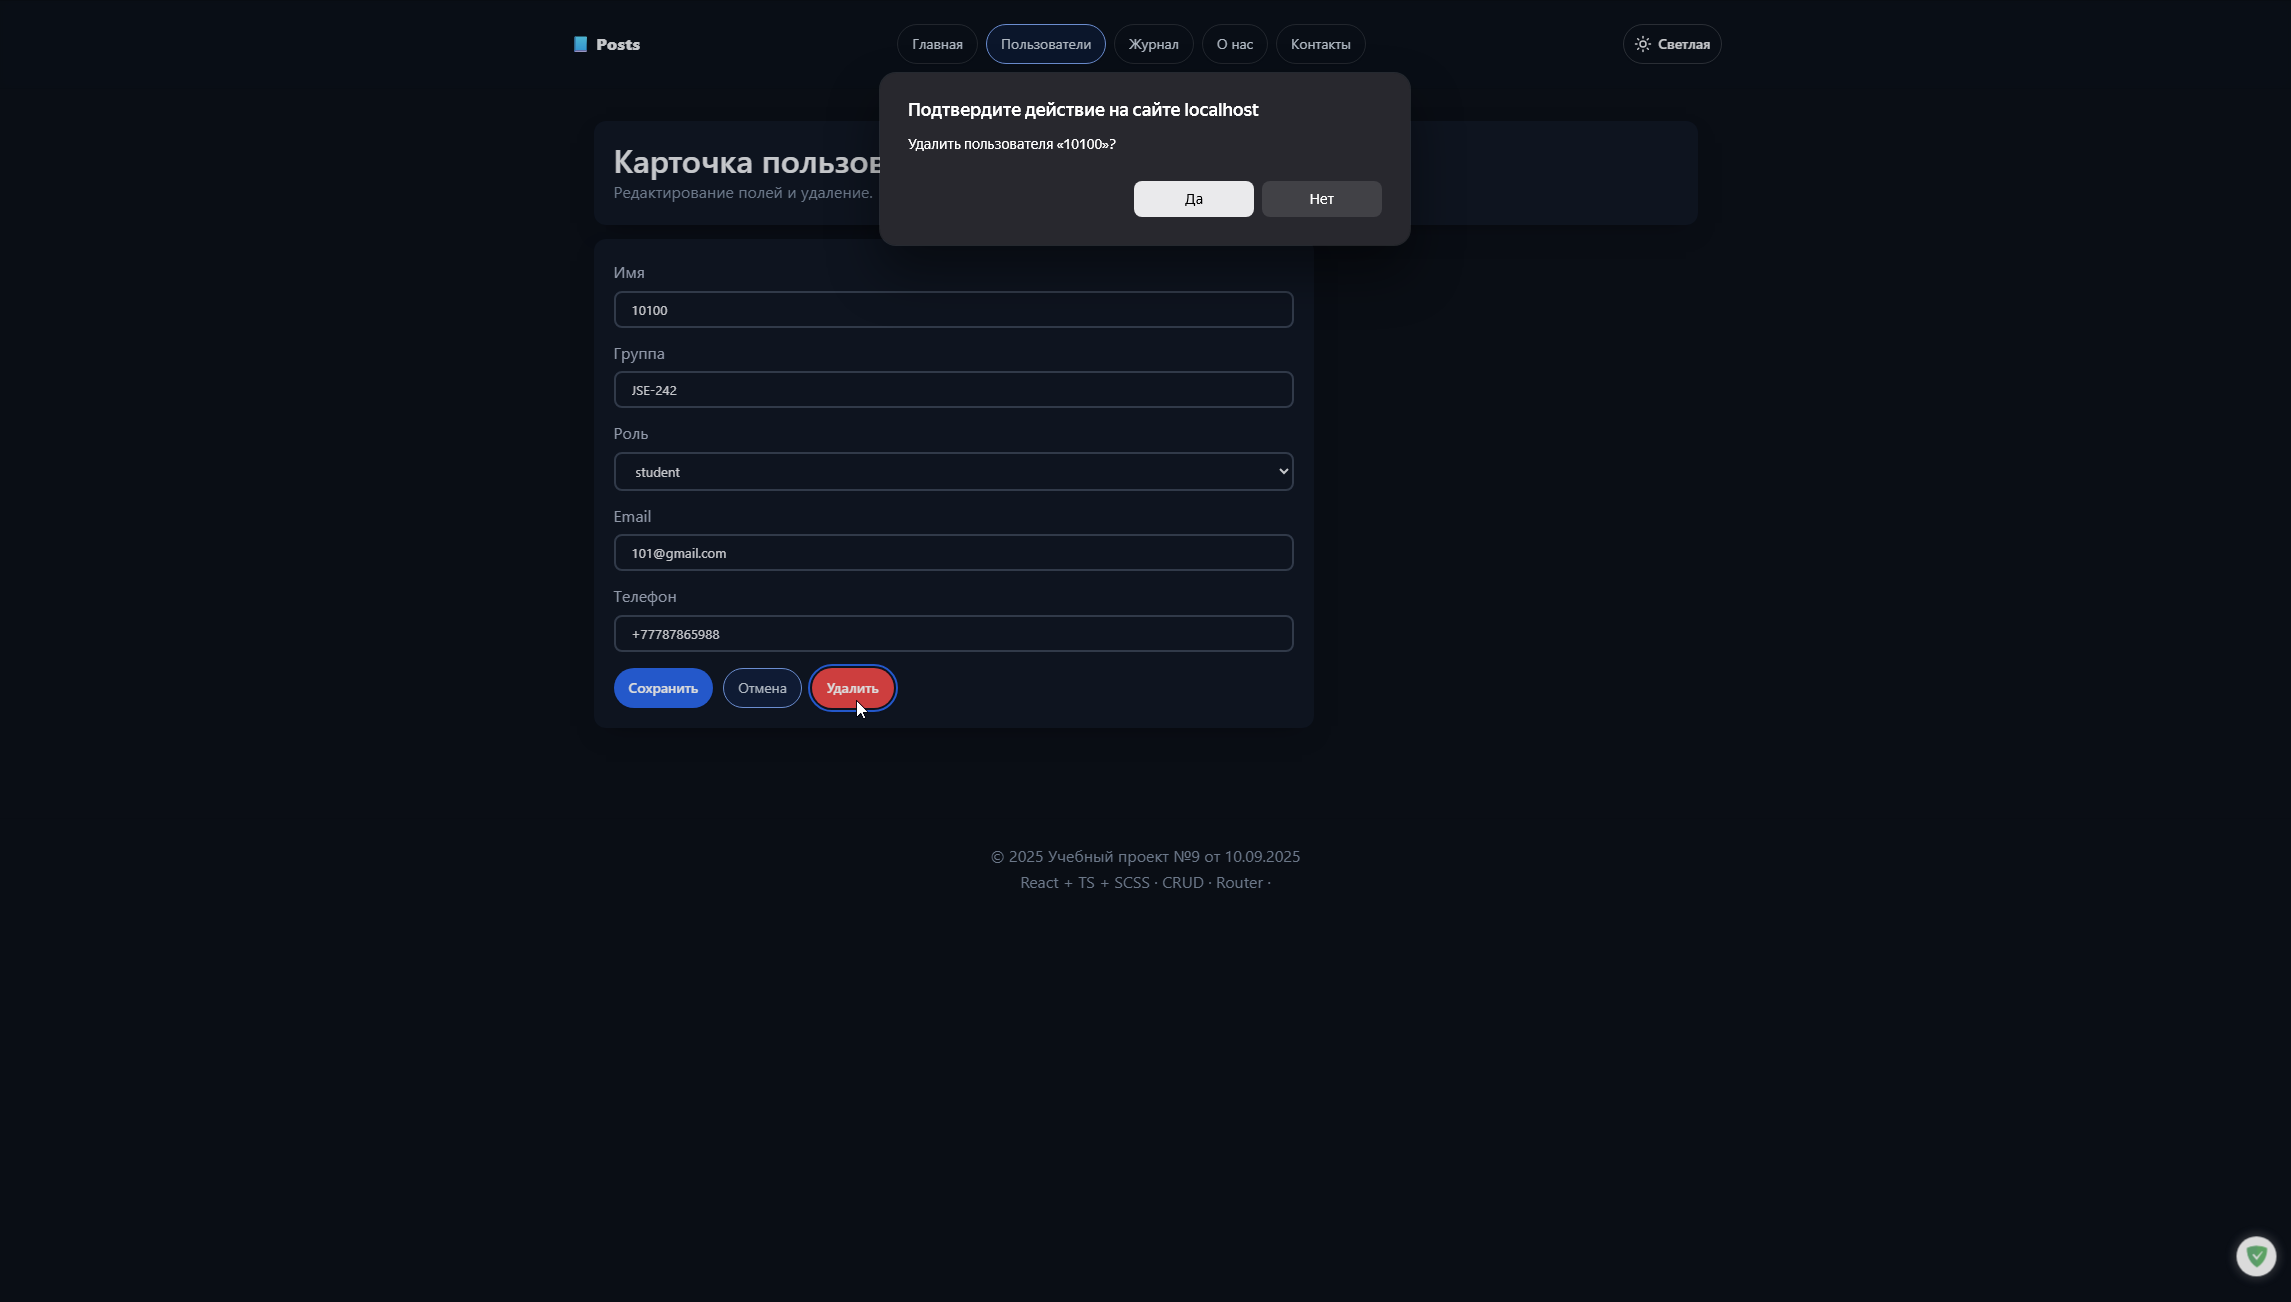 Posts
Главная
Пользователи
Журнал
О нас
Контакты
Светлая
Подтвердите действие на сайте localhost
Удалить пользователя «10100»?
Да
Нет
Карточка пользов
Редактирование полей и удаление.
Имя
10100
Группа
JSE-242
Роль
student
Email
101@gmail.com
Телефон
+77787865988
Сохранить
Отмена
Удалить
© 2025 Учебный проект №9 от 10.09.2025
React + TS + SCSS · CRUD · Router ·